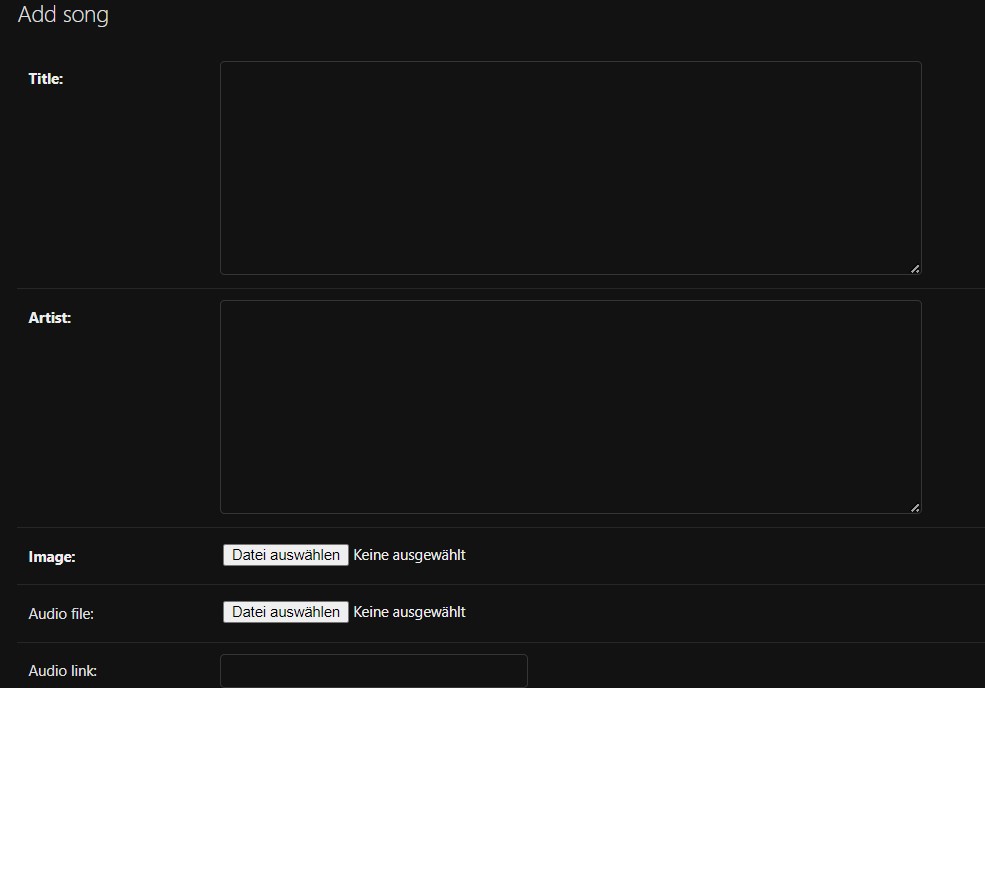 Add song
Title:
Artist:
Image: Datei auswählen Keine ausgewählt
Audio file: Datei auswählen Keine ausgewählt
Audio link: